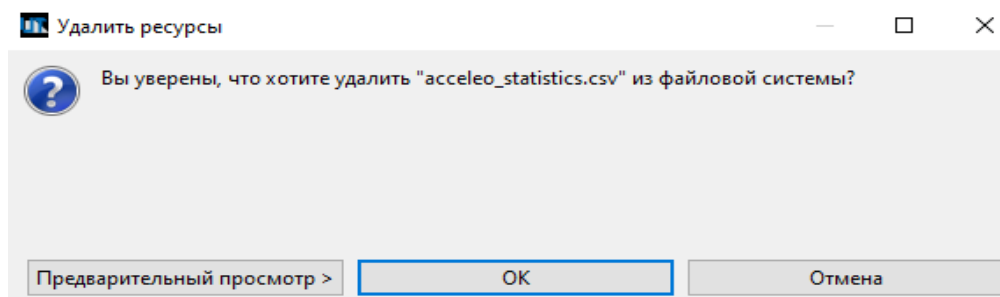 Удалить ресурсы
Вы уверены, что хотите удалить "acceleo_statistics.csv" из файловой системы?
Предварительный просмотр >
OK
Отмена